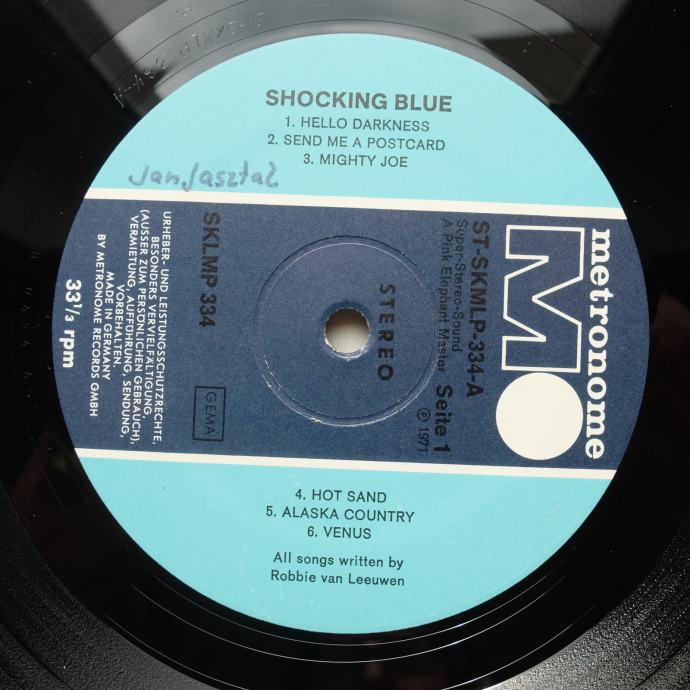 SHOCKING BLUE
1. HELLO DARKNESS
2. SEND ME A POSTCARD
3. MIGHTY JOE
Jan Jasztal
metronome
M
ST-SKMLP-334-A
Super-Stereo-Sound
A Pink Elephant Master
Seite 1
℗ 1971
STEREO
SKLMP 334
GEMA
URHEBER- UND LEISTUNGSSCHUTZRECHTE,
BESONDERS VERVIELFÄLTIGUNG,
(AUSSER ZUM PERSÖNLICHEN GEBRAUCH),
VERMIETUNG, AUFFÜHRUNG, SENDUNG,
VORBEHALTEN.
MADE IN GERMANY
BY METRONOME RECORDS GMBH
33 1/3 rpm
4. HOT SAND
5. ALASKA COUNTRY
6. VENUS
All songs written by
Robbie van Leeuwen